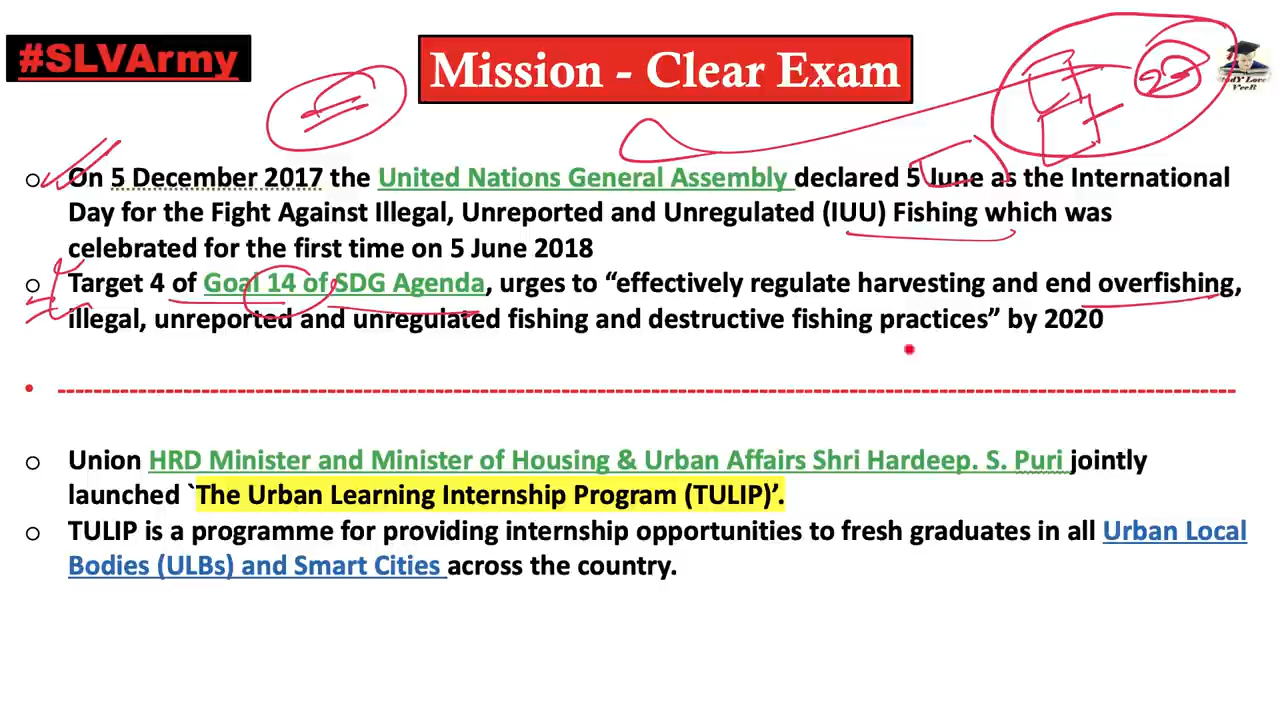 #SLVArmy
Mission - Clear Exam
StudY Love
VeeR
o On 5 December 2017 the United Nations General Assembly declared 5 June as the International
Day for the Fight Against Illegal, Unreported and Unregulated (IUU) Fishing which was
celebrated for the first time on 5 June 2018
o Target 4 of Goal 14 of SDG Agenda, urges to “effectively regulate harvesting and end overfishing,
illegal, unreported and unregulated fishing and destructive fishing practices” by 2020
• ----------------------------------------------------------------------------------------------------
o Union HRD Minister and Minister of Housing & Urban Affairs Shri Hardeep. S. Puri jointly
launched `The Urban Learning Internship Program (TULIP)’.
o TULIP is a programme for providing internship opportunities to fresh graduates in all Urban Local
Bodies (ULBs) and Smart Cities across the country.